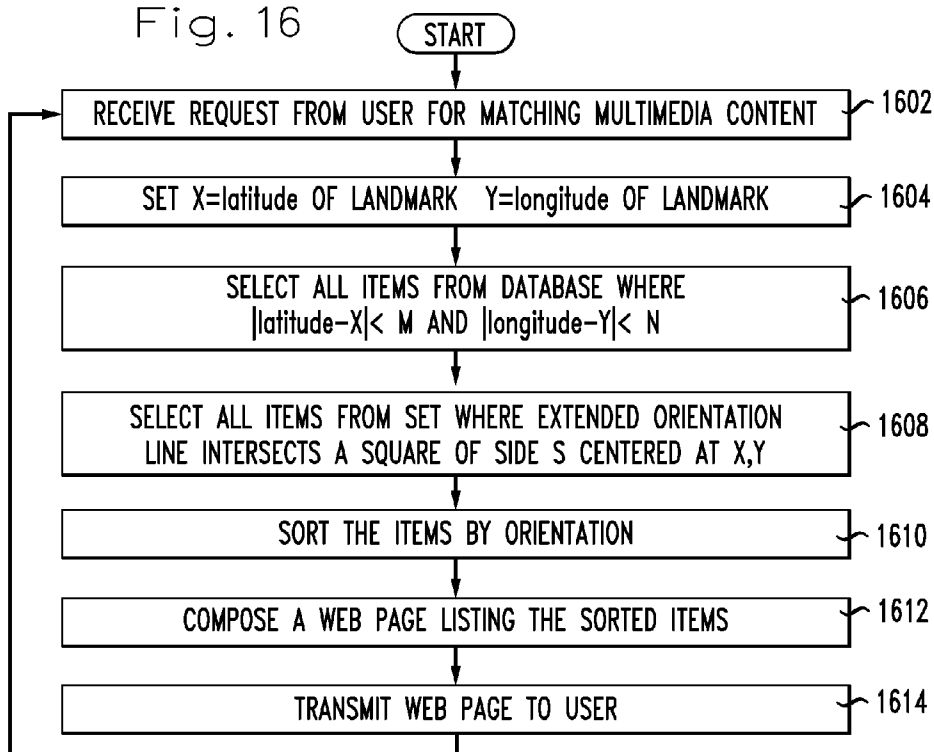 Fig. 16
START
RECEIVE REQUEST FROM USER FOR MATCHING MULTIMEDIA CONTENT
1602
SET X=latitude OF LANDMARK Y=longitude OF LANDMARK
1604
SELECT ALL ITEMS FROM DATABASE WHERE
|latitude-X|< M AND |longitude-Y|< N
1606
SELECT ALL ITEMS FROM SET WHERE EXTENDED ORIENTATION
LINE INTERSECTS A SQUARE OF SIDE S CENTERED AT X,Y
1608
SORT THE ITEMS BY ORIENTATION
1610
COMPOSE A WEB PAGE LISTING THE SORTED ITEMS
1612
TRANSMIT WEB PAGE TO USER
1614